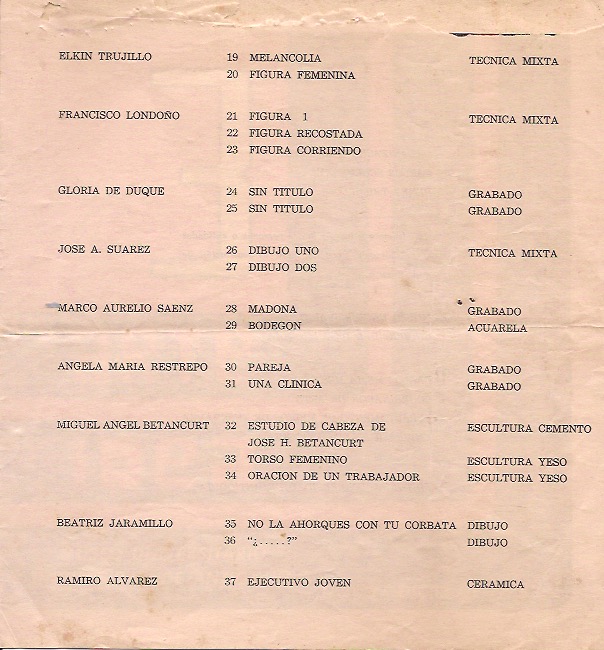 ELKIN TRUJILLO 19 MELANCOLIA TECNICA MIXTA
20 FIGURA FEMENINA
FRANCISCO LONDOÑO 21 FIGURA 1 TECNICA MIXTA
22 FIGURA RECOSTADA
23 FIGURA CORRIENDO
GLORIA DE DUQUE 24 SIN TITULO GRABADO
25 SIN TITULO GRABADO
JOSE A. SUAREZ 26 DIBUJO UNO TECNICA MIXTA
27 DIBUJO DOS
MARCO AURELIO SAENZ 28 MADONA GRABADO
29 BODEGON ACUARELA
ANGELA MARIA RESTREPO 30 PAREJA GRABADO
31 UNA CLINICA GRABADO
MIGUEL ANGEL BETANCURT 32 ESTUDIO DE CABEZA DE ESCULTURA CEMENTO
JOSE H. BETANCURT
33 TORSO FEMENINO ESCULTURA YESO
34 ORACION DE UN TRABAJADOR ESCULTURA YESO
BEATRIZ JARAMILLO 35 NO LA AHORQUES CON TU CORBATA DIBUJO
36 “¿.....?” DIBUJO
RAMIRO ALVAREZ 37 EJECUTIVO JOVEN CERAMICA